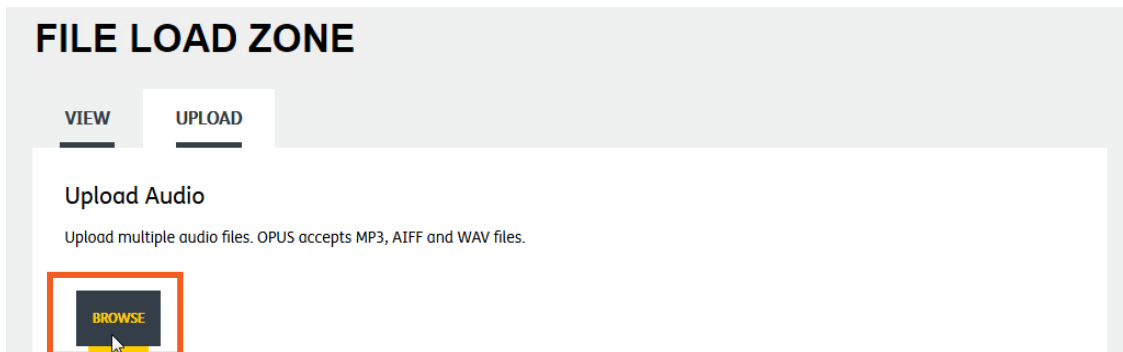 FILE LOAD ZONE
VIEW UPLOAD
Upload Audio
Upload multiple audio files. OPUS accepts MP3, AIFF and WAV files.
BROWSE